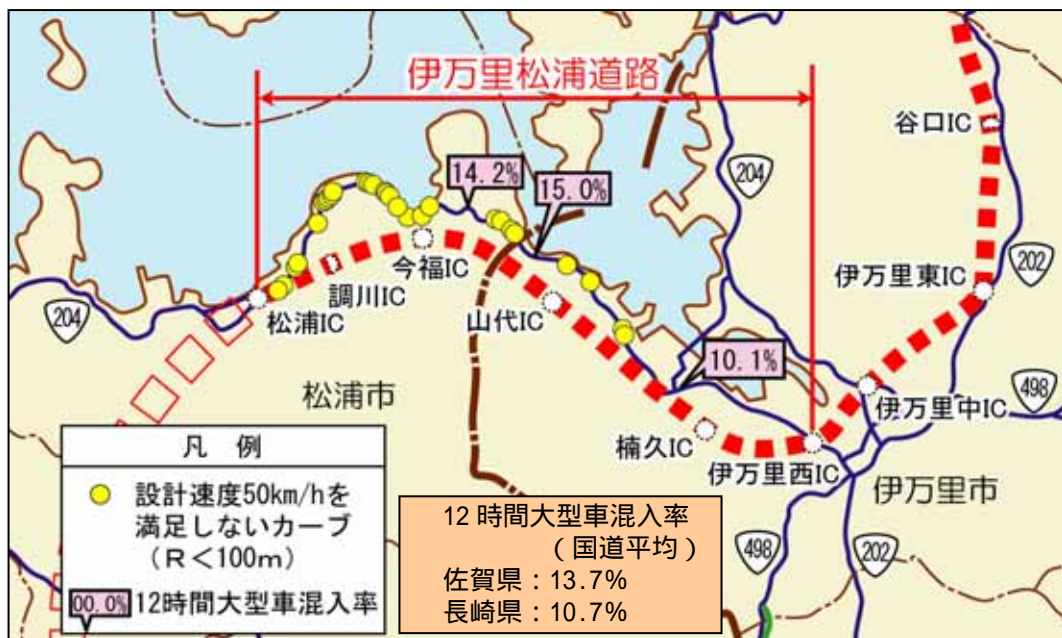 伊万里松浦道路
谷口IC
204
14.2%
15.0%
202
伊万里東IC
今福IC
調川IC
松浦IC
204
山代IC
10.1%
498
伊万里中IC
松浦市
楠久IC
伊万里西IC
伊万里市
498
202
凡 例
設計速度50km/hを
満足しないカーブ
(R<100m)
00.0% 12時間大型車混入率
12時間大型車混入率
(国道平均)
佐賀県:13.7%
長崎県:10.7%